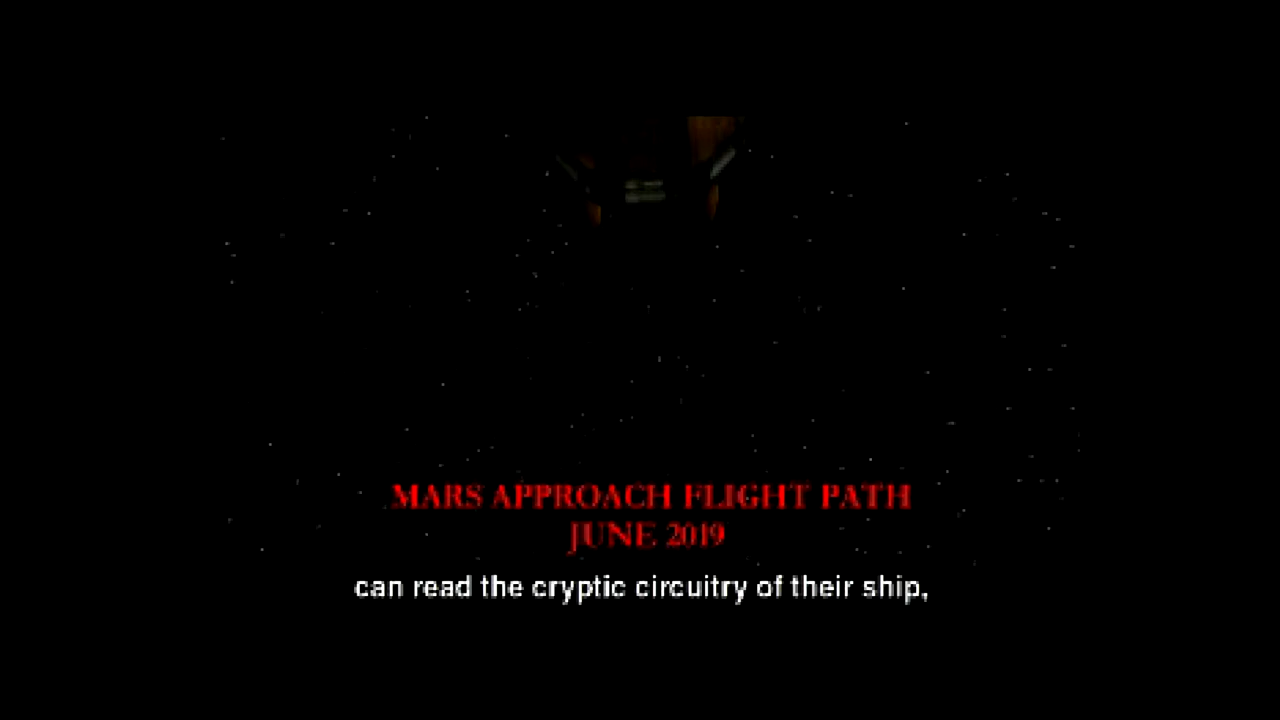 MARS APPROACH FLIGHT PATH
JUNE 2019
can read the cryptic circuitry of their ship,